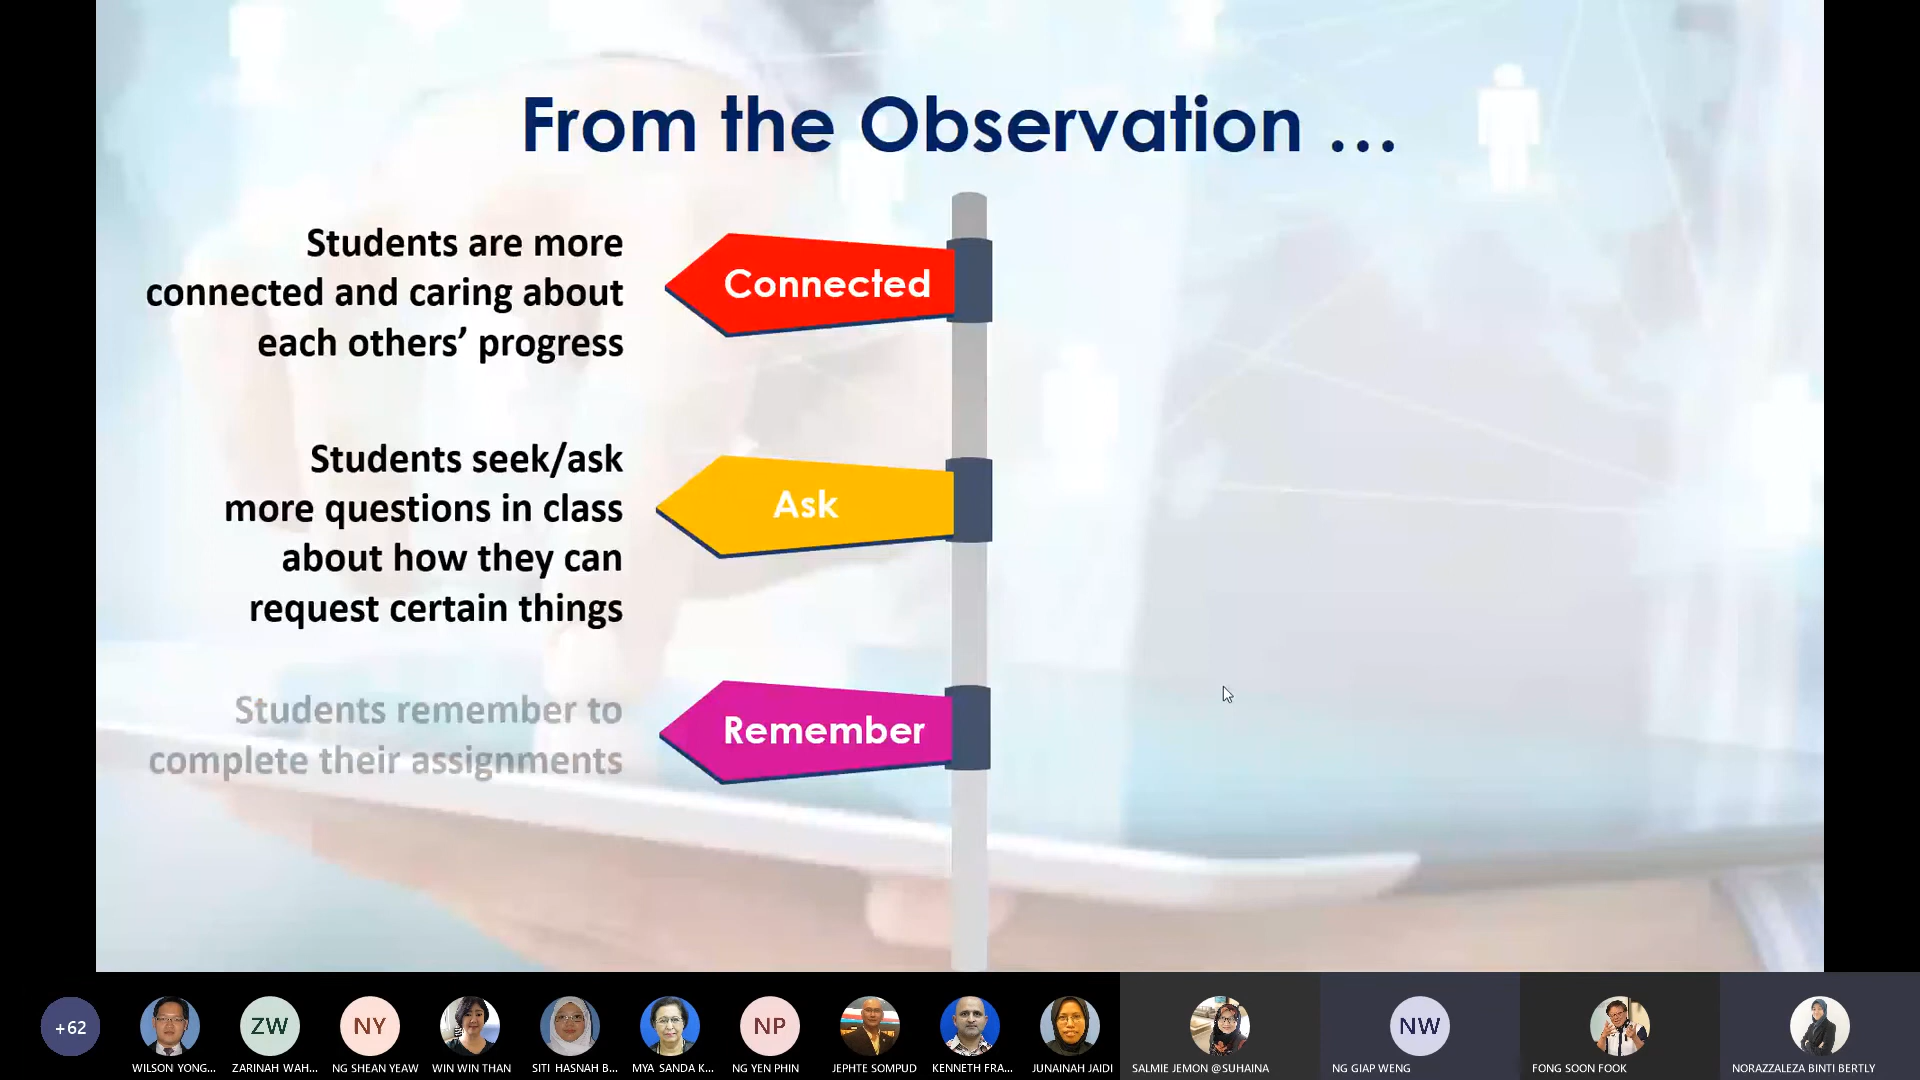 From the Observation ...
Students are more
connected and caring about
each others’ progress
Connected
Students seek/ask
more questions in class
about how they can
request certain things
Ask
Students remember to
complete their assignments
Remember
+62
ZW
NY
NP
NW
WILSON YONG...
ZARINAH WAH...
NG SHEAN YEAW
WIN WIN THAN
SITI HASNAH B...
MYA SANDA K...
NG YEN PHIN
JEPHTE SOMPUD
KENNETH FRA...
JUNAINAH JAIDI
SALMIE JEMON @SUHAINA
NG GIAP WENG
FONG SOON FOOK
NORAZZALEZA BINTI BERTLY